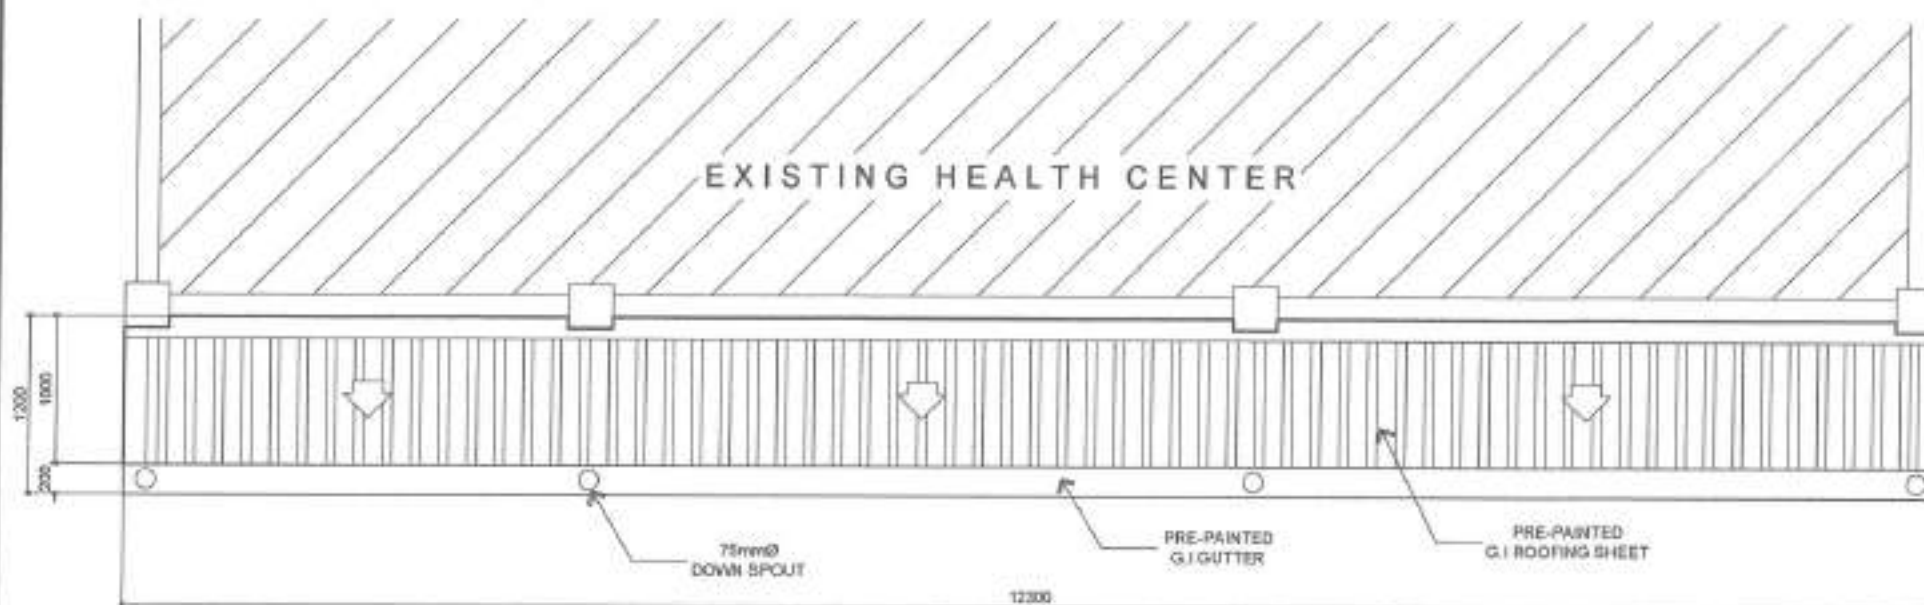 EXISTING HEALTH CENTER
1200
1000
200
75mmØ
DOWN SPOUT
PRE-PAINTED
G.I GUTTER
PRE-PAINTED
G.I ROOFING SHEET
12300